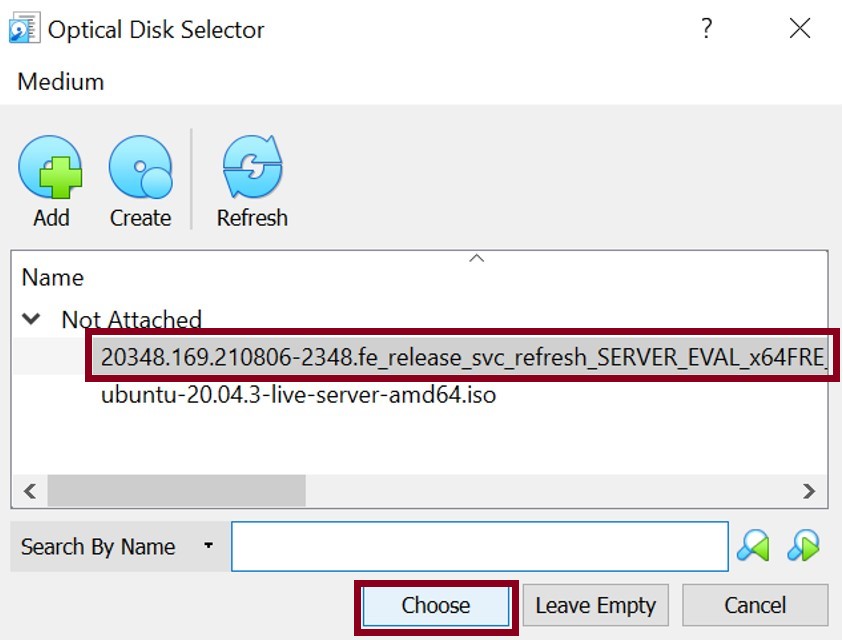 Optical Disk Selector ?
Medium
Add Create Refresh
Name
Not Attached
20348.169.210806-2348.fe_release_svc_refresh_SERVER_EVAL_x64FRE_
ubuntu-20.04.3-live-server-amd64.iso
Search By Name
Choose Leave Empty Cancel